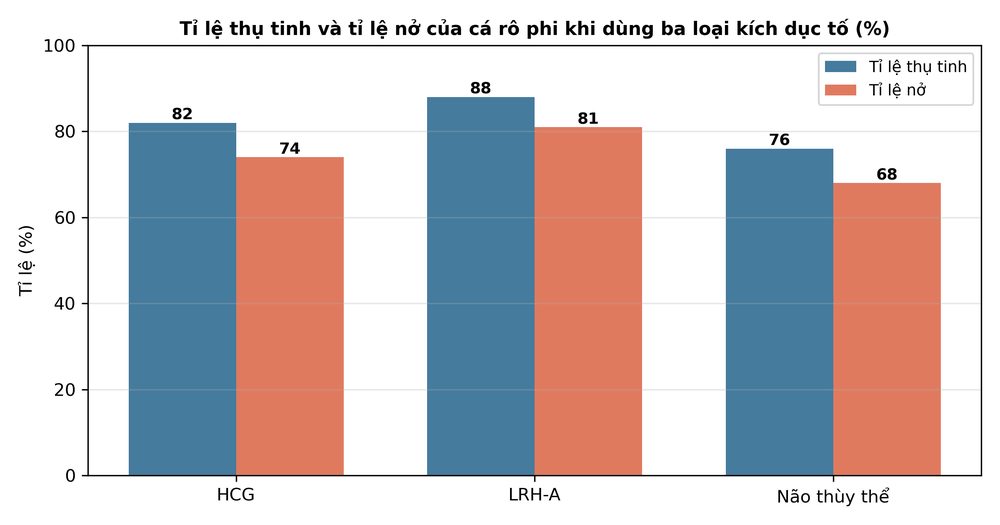 Tỉ lệ thụ tinh và tỉ lệ nở của cá rô phi khi dùng ba loại kích dục tố (%)
Tỉ lệ thụ tinh
Tỉ lệ nở
Tỉ lệ (%)
100
80
60
40
20
0
82
74
88
81
76
68
HCG
LRH-A
Não thùy thể